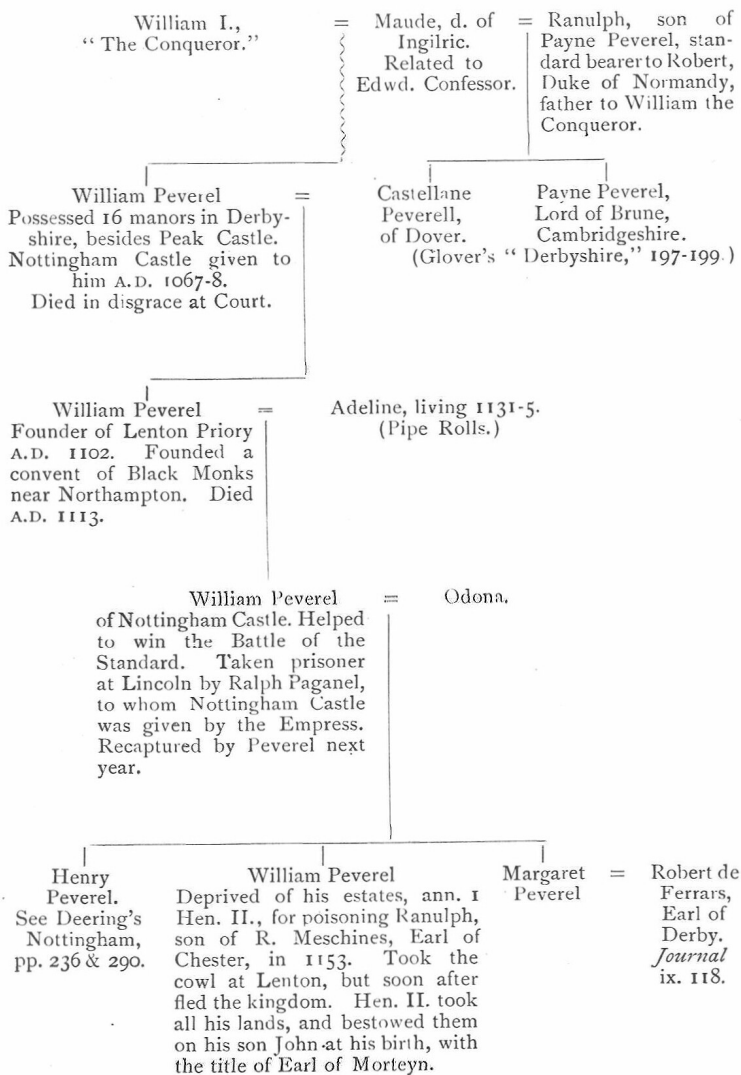 William I.,
“ The Conqueror.”
=
Maude, d. of
Ingilric.
Related to
Edwd. Confessor.
=
Ranulph, son of
Payne Peverel, stan-
dard bearer to Robert,
Duke of Normandy,
father to William the
Conqueror.
William Peverel
Possessed 16 manors in Derby-
shire, besides Peak Castle.
Nottingham Castle given to
him A.D. 1067-8.
Died in disgrace at Court.
=
Castellane
Peverell,
of Dover.
Payne Peverel,
Lord of Brune,
Cambridgeshire.
(Glover’s “ Derbyshire,” 197-199.)
William Peverel
Founder of Lenton Priory
A.D. 1102. Founded a
convent of Black Monks
near Northampton. Died
A.D. 1113.
=
Adeline, living 1131-5.
(Pipe Rolls.)
William Peverel
of Nottingham Castle. Helped
to win the Battle of the
Standard. Taken prisoner
at Lincoln by Ralph Paganel,
to whom Nottingham Castle
was given by the Empress.
Recaptured by Peverel next
year.
=
Odona.
Henry
Peverel.
See Deering’s
Nottingham,
pp. 236 & 290.
William Peverel
Deprived of his estates, ann. 1
Hen. II., for poisoning Ranulph,
son of R. Meschines, Earl of
Chester, in 1153. Took the
cowl at Lenton, but soon after
fled the kingdom. Hen. II. took
all his lands, and bestowed them
on his son John at his birth, with
the title of Earl of Morteyn.
Margaret
Peverel
=
Robert de
Ferrars,
Earl of
Derby.
Journal
ix. 118.